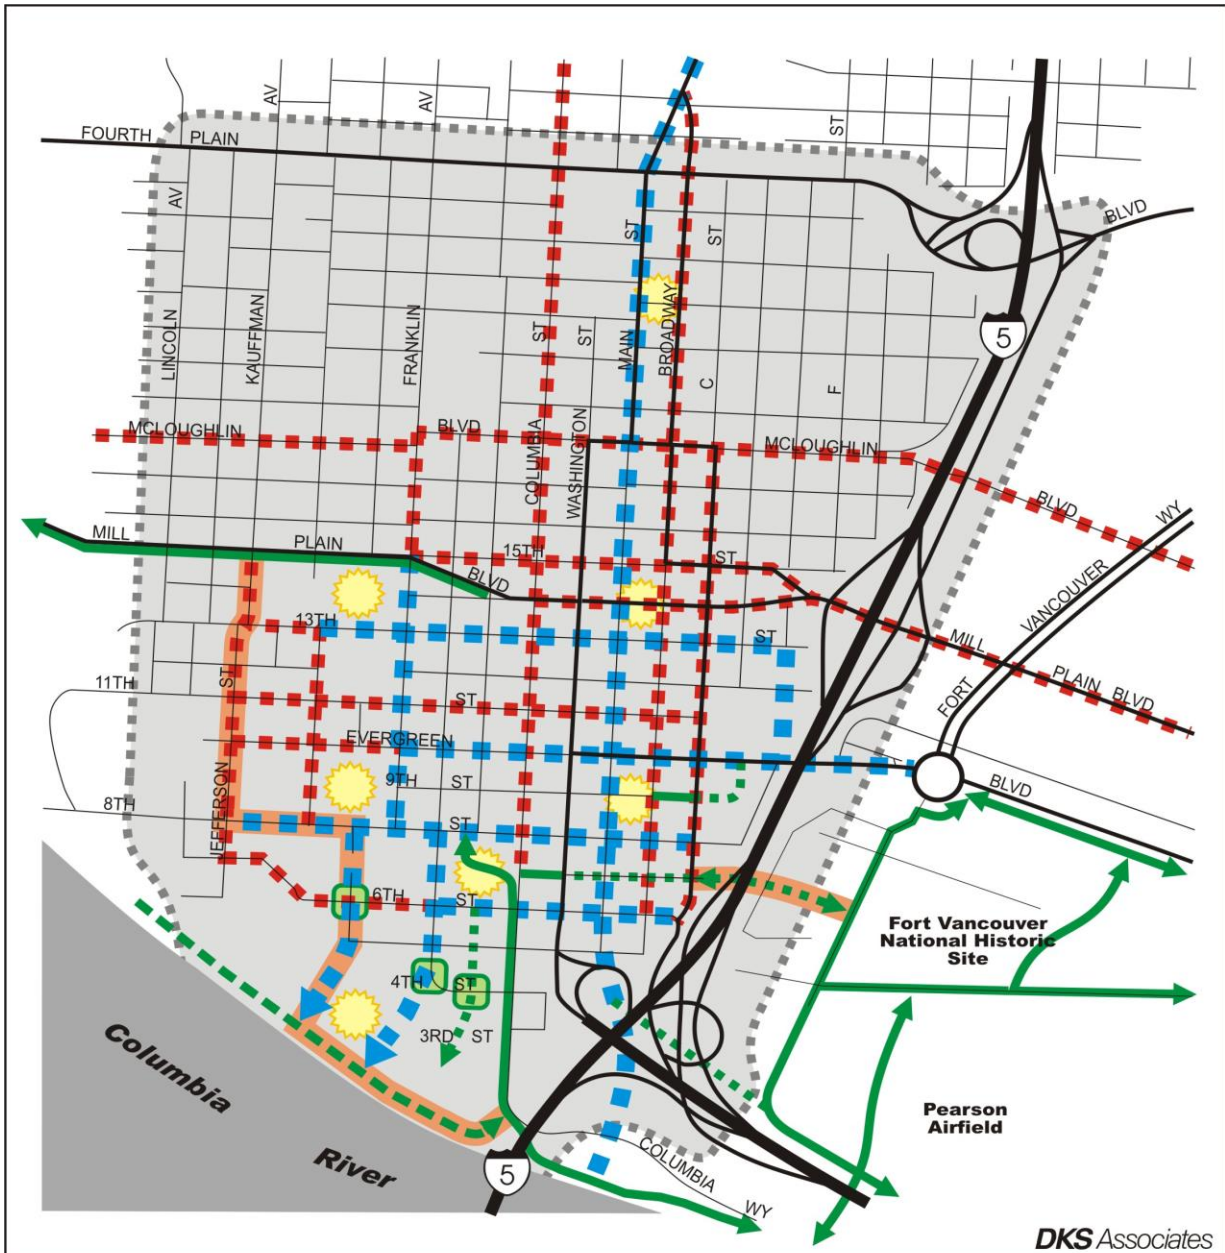 AV
AV
ST
FOURTH PLAIN
AV
BLVD
ST
ST
LINCOLN
KAUFFMAN
FRANKLIN
ST
ST
MAIN
BROADWAY
C
F
5
MCLOUGHLIN
BLVD
COLUMBIA
WASHINGTON
MCLOUGHLIN
BLVD
WY
MILL PLAIN
BLVD
15TH
ST
VANCOUVER
FORT
13TH
ST
MILL PLAIN BLVD
11TH
ST
ST
EVERGREEN
9TH
ST
BLVD
8TH
JEFFERSON
ST
6TH
ST
Fort Vancouver
National Historic
Site
4TH
ST
3RD ST
Columbia
River
Pearson
Airfield
5
COLUMBIA
WY
DKS Associates